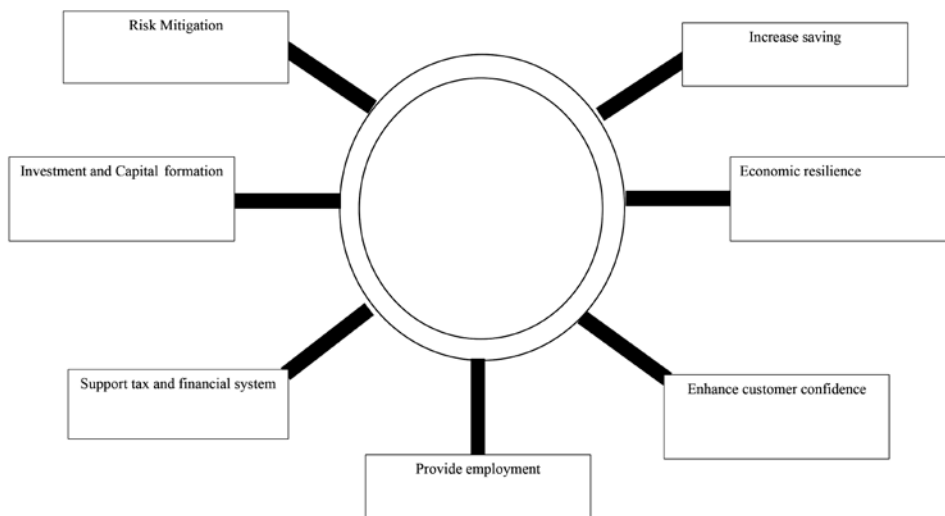 Risk Mitigation
Increase saving
Investment and Capital formation
Economic resilience
Support tax and financial system
Enhance customer confidence
Provide employment